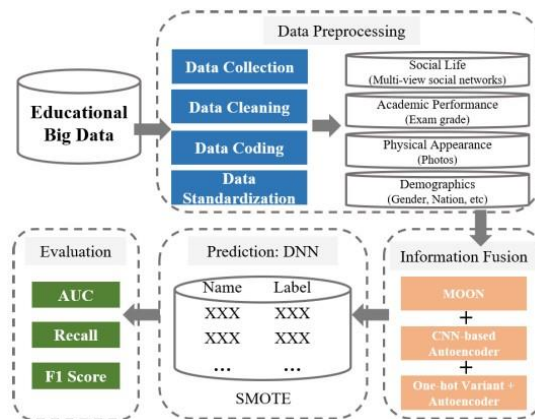 Data Preprocessing
Educational
Big Data
Data Collection
Data Cleaning
Data Coding
Data
Standardization
Social Life
(Multi-view social networks)
Academic Performance
(Exam grade)
Physical Appearance
(Photos)
Demographics
(Gender, Nation, etc)
Evaluation
AUC
Recall
F1 Score
Prediction: DNN
Name Label
XXX XXX
XXX XXX
... ...
SMOTE
Information Fusion
MOON
+
CNN-based
Autoencoder
+
One-hot Variant +
Autoencoder